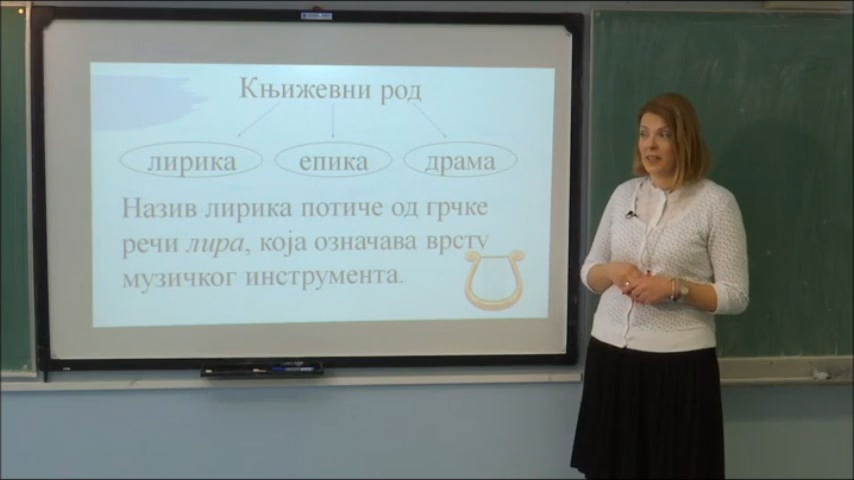 Књижевни род
лирика епика драма
Назив лирика потиче од грчке
речи лира, која означава врсту
музичког инструмента.